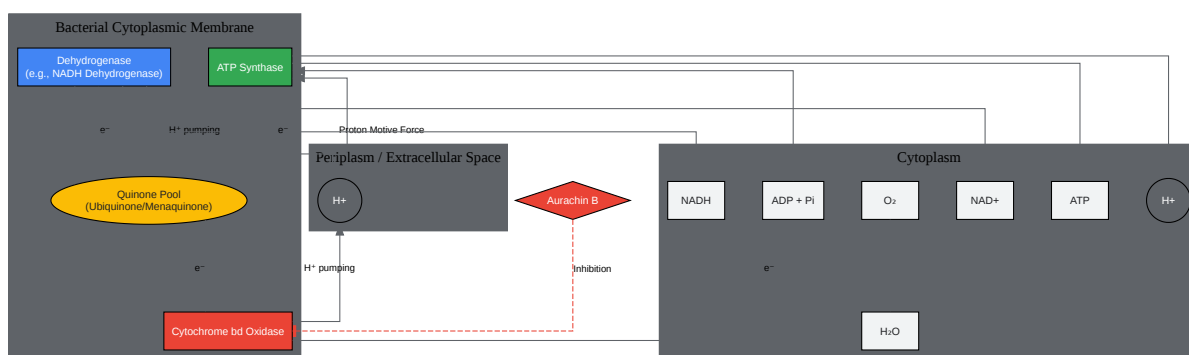 Bacterial Cytoplasmic Membrane
Dehydrogenase
(e.g., NADH Dehydrogenase)
ATP Synthase
e⁻
H⁺ pumping
e⁻
Proton Motive Force
Periplasm / Extracellular Space
Cytoplasm
Quinone Pool
(Ubiquinone/Menaquinone)
H+
Aurachin B
NADH
ADP + Pi
O₂
NAD+
ATP
H+
e⁻
H⁺ pumping
Inhibition
e⁻
Cytochrome bd Oxidase
H₂O